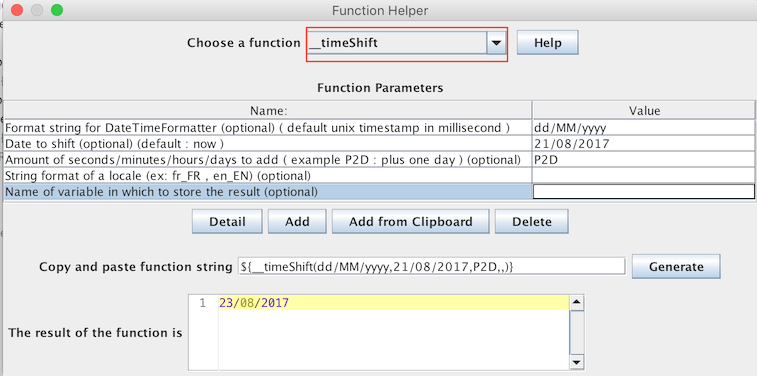 Function Helper
Choose a function __timeShift Help
Function Parameters
Name: Value
Format string for DateTimeFormatter (optional) ( default unix timestamp in millisecond ) dd/MM/yyyy
Date to shift (optional) (default : now ) 21/08/2017
Amount of seconds/minutes/hours/days to add ( example P2D : plus one day ) (optional) P2D
String format of a locale (ex: fr_FR , en_EN) (optional)
Name of variable in which to store the result (optional)
Detail Add Add from Clipboard Delete
Copy and paste function string ${__timeShift(dd/MM/yyyy,21/08/2017,P2D,,)} Generate
1 23/08/2017
The result of the function is